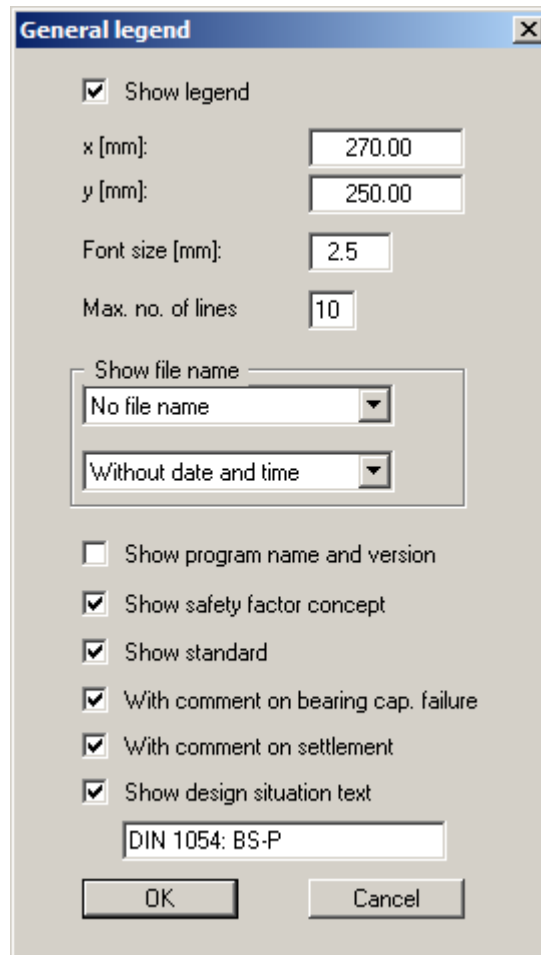 General legend
Show legend
x [mm]: 270.00
y [mm]: 250.00
Font size [mm]: 2.5
Max. no. of lines 10
Show file name
No file name
Without date and time
Show program name and version
Show safety factor concept
Show standard
With comment on bearing cap. failure
With comment on settlement
Show design situation text
DIN 1054: BS-P
OK Cancel